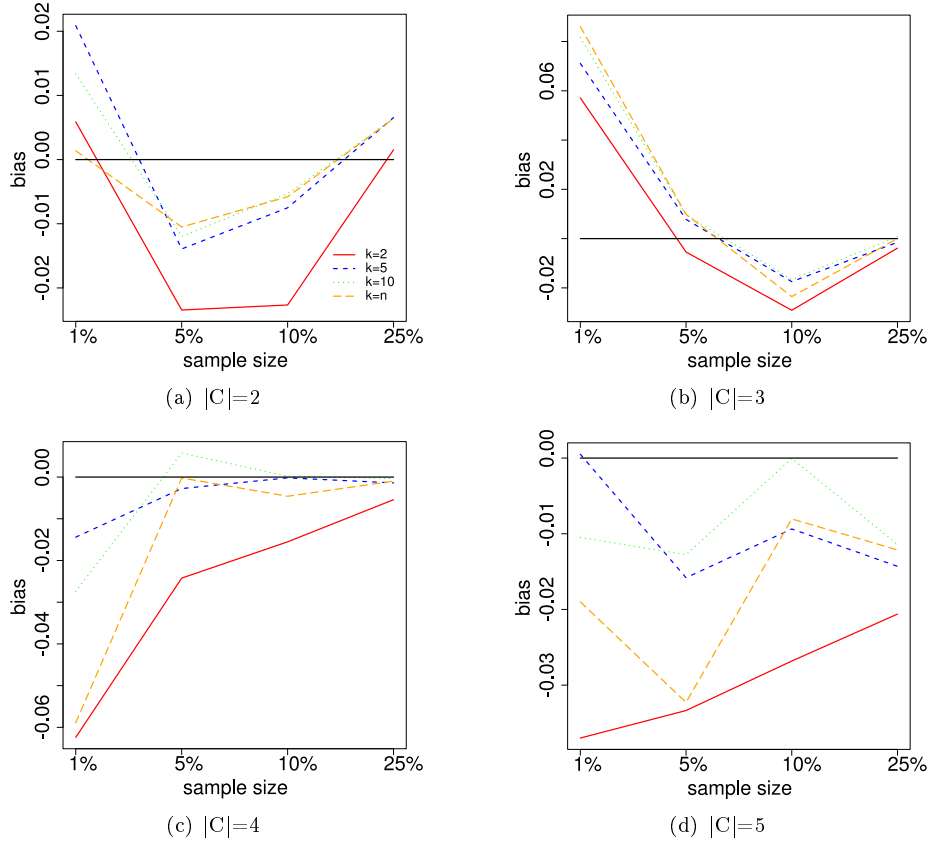 bias
0.02
0.01
0.00
-0.01
-0.02
k=2
k=5
k=10
k=n
1% 5% 10% 25%
sample size
(a) |C|=2
bias
0.06
0.02
-0.02
1% 5% 10% 25%
sample size
(b) |C|=3
bias
0.00
-0.02
-0.04
-0.06
1% 5% 10% 25%
sample size
(c) |C|=4
bias
0.00
-0.01
-0.02
-0.03
1% 5% 10% 25%
sample size
(d) |C|=5